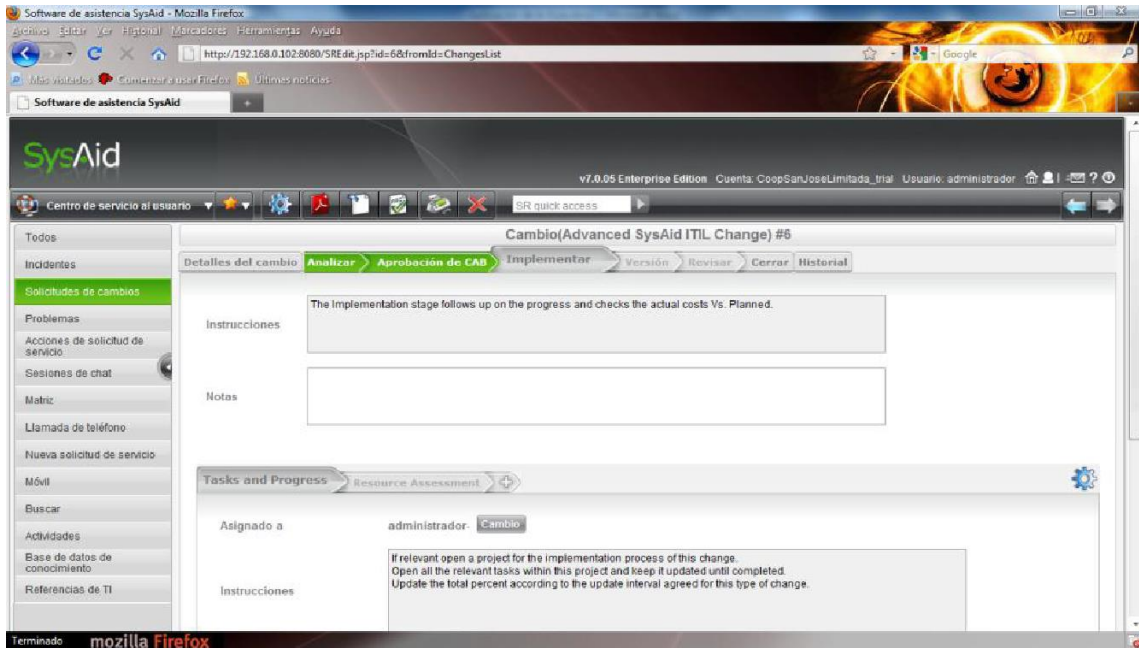 Software de asistencia SysAid - Mozilla Firefox
Archivo Editar Ver Historial Marcadores Herramientas Ayuda
http://192.168.0.102:8080/SREdit.jsp?id=6&fromId=ChangesList
Google
Más visitados Comenzar a usar Firefox Últimas noticias
Software de asistencia SysAid
SysAid
v7.0.05 Enterprise Edition Cuenta: CoopSanJoseLimitada_trial Usuario: administrador
Centro de servicio al usuario
SR quick access
Todos
Incidentes
Solicitudes de cambios
Problemas
Acciones de solicitud de
servicio
Sesiones de chat
Matriz
Llamada de teléfono
Nueva solicitud de servicio
Móvil
Buscar
Actividades
Base de datos de
conocimiento
Referencias de TI
Cambio(Advanced SysAid ITIL Change) #6
Detalles del cambio Analizar Aprobación de CAB Implementar Versión Revisar Cerrar Historial
Instrucciones
The Implementation stage follows up on the progress and checks the actual costs Vs. Planned.
Notas
Tasks and Progress Resource Assessment
Asignado a
administrador- Cambio
Instrucciones
If relevant open a project for the implementation process of this change.
Open all the relevant tasks within this project and keep it updated until completed.
Update the total percent according to the update interval agreed for this type of change.
Terminado
mozilla Firefox